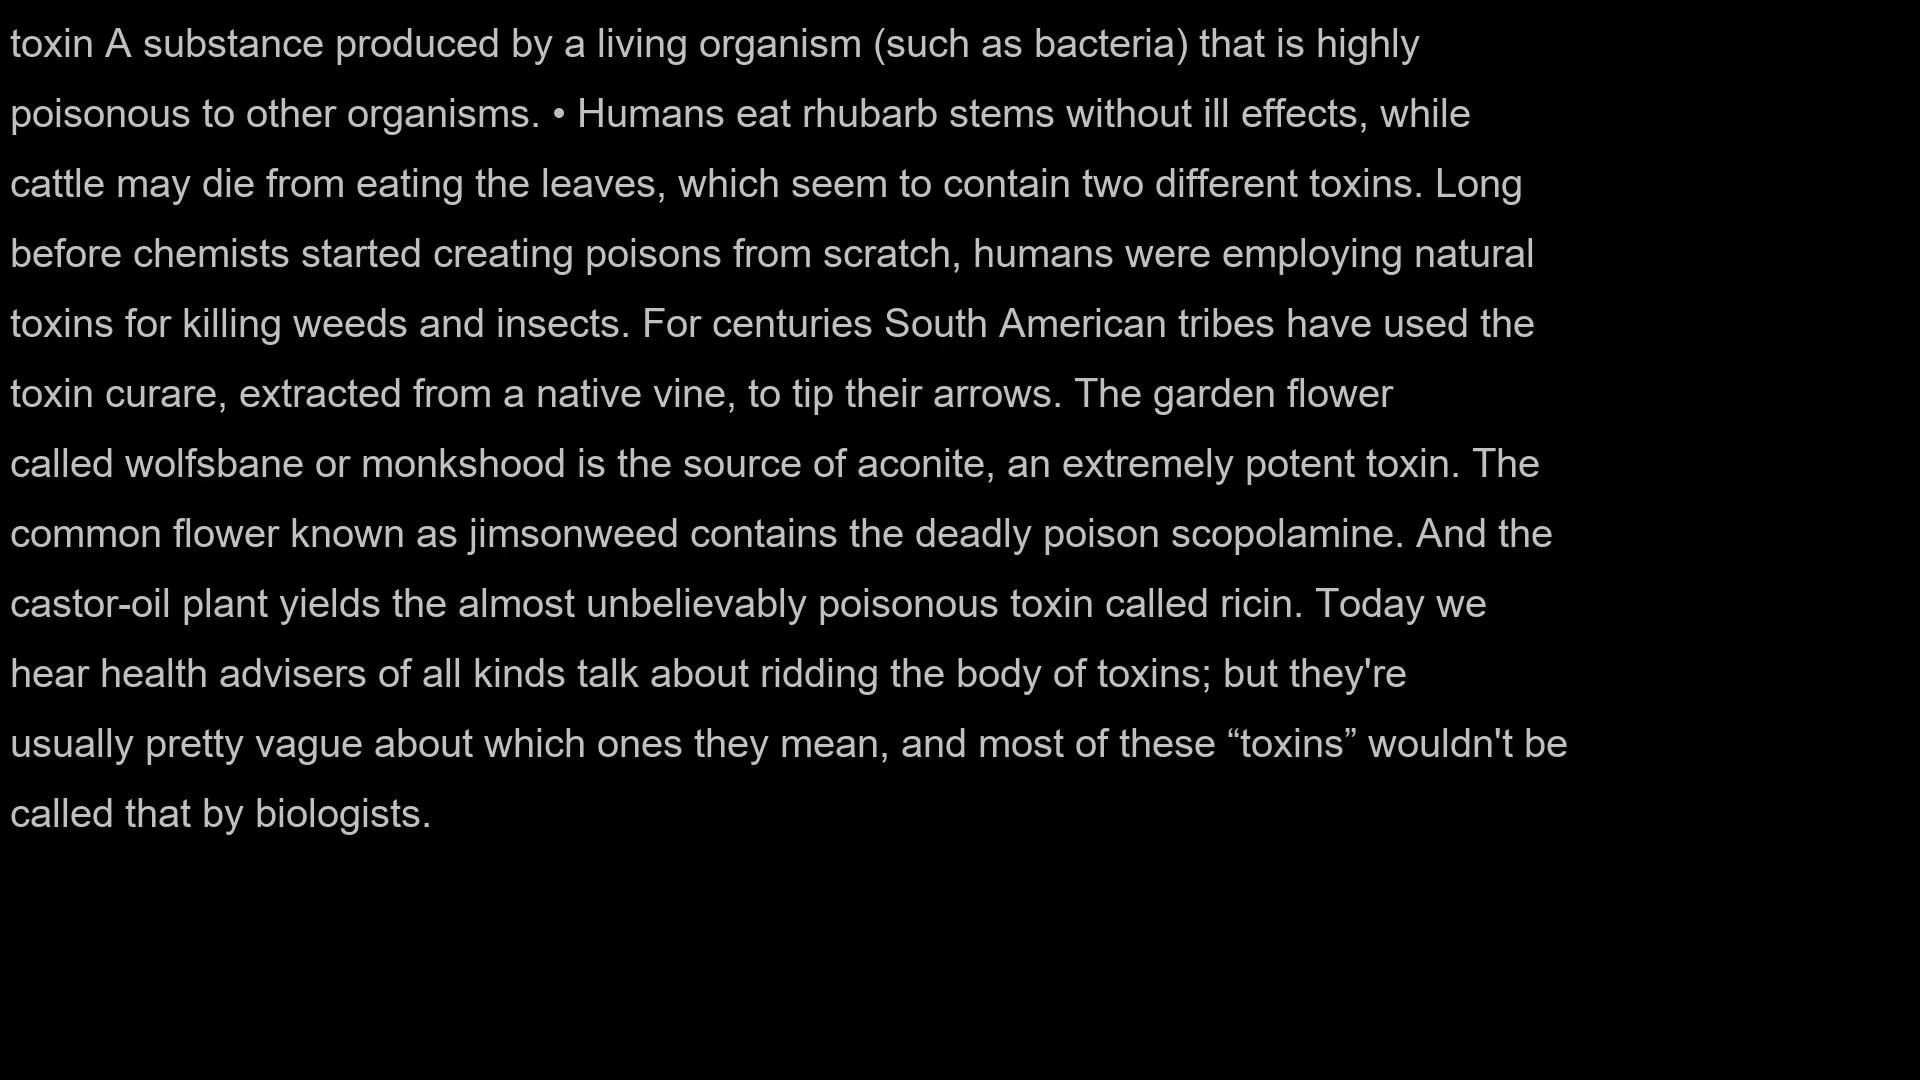 toxin A substance produced by a living organism (such as bacteria) that is highly
poisonous to other organisms. • Humans eat rhubarb stems without ill effects, while
cattle may die from eating the leaves, which seem to contain two different toxins. Long
before chemists started creating poisons from scratch, humans were employing natural
toxins for killing weeds and insects. For centuries South American tribes have used the
toxin curare, extracted from a native vine, to tip their arrows. The garden flower
called wolfsbane or monkshood is the source of aconite, an extremely potent toxin. The
common flower known as jimsonweed contains the deadly poison scopolamine. And the
castor-oil plant yields the almost unbelievably poisonous toxin called ricin. Today we
hear health advisers of all kinds talk about ridding the body of toxins; but they're
usually pretty vague about which ones they mean, and most of these “toxins” wouldn't be
called that by biologists.